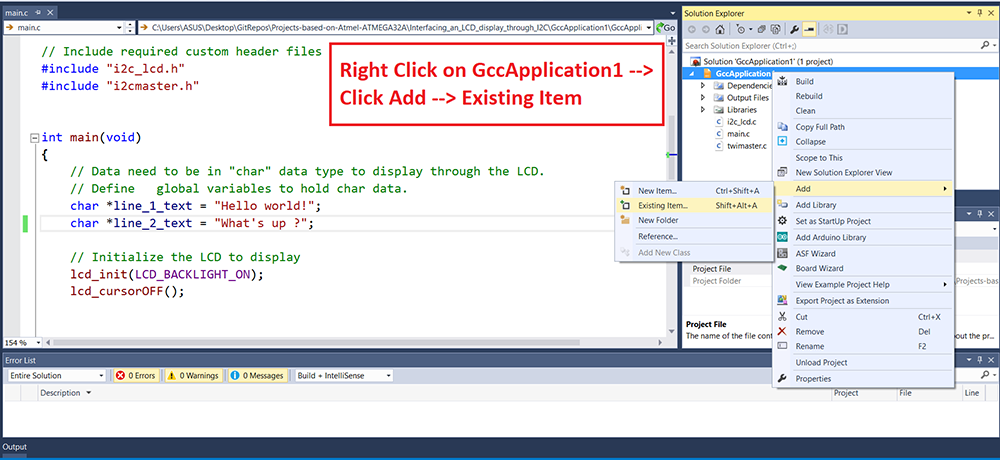 main.c
main.c
C:\Users\ASUS\Desktop\GitRepos\Projects-based-on-Atmel-ATMEGA32A\Interfacing_an_LCD_display_through_I2C\GccApplication1\GccAppli
Go
// Include required custom header files
#include "i2c_lcd.h"
#include "i2cmaster.h"
int main(void)
{
// Data need to be in "char" data type to display through the LCD.
// Define   global variables to hold char data.
char *line_1_text = "Hello world!";
char *line_2_text = "What's up ?";
// Initialize the LCD to display
lcd_init(LCD_BACKLIGHT_ON);
lcd_cursorOFF();
154 %
Right Click on GccApplication1 -->
Click Add --> Existing Item
Solution Explorer
Search Solution Explorer (Ctrl+;)
Solution 'GccApplication1' (1 project)
GccApplication1
Dependencie
Output Files
Libraries
i2c_lcd.c
main.c
twimaster.c
Build
Rebuild
Clean
Copy Full Path
Collapse
Scope to This
New Solution Explorer View
Add
Add Library
Set as StartUp Project
Add Arduino Library
ASF Wizard
Board Wizard
View Example Project Help
Export Project as Extension
Cut Ctrl+X
Remove Del
Rename F2
Unload Project
Properties
New Item... Ctrl+Shift+A
Existing Item... Shift+Alt+A
New Folder
Reference...
Add New Class
Project File
Project Folder
Projects-bas
Project File
The name of the file cont
bout the pr...
Error List
Entire Solution
0 Errors
0 Warnings
0 Messages
Build + IntelliSense
Description Project File Line
Output